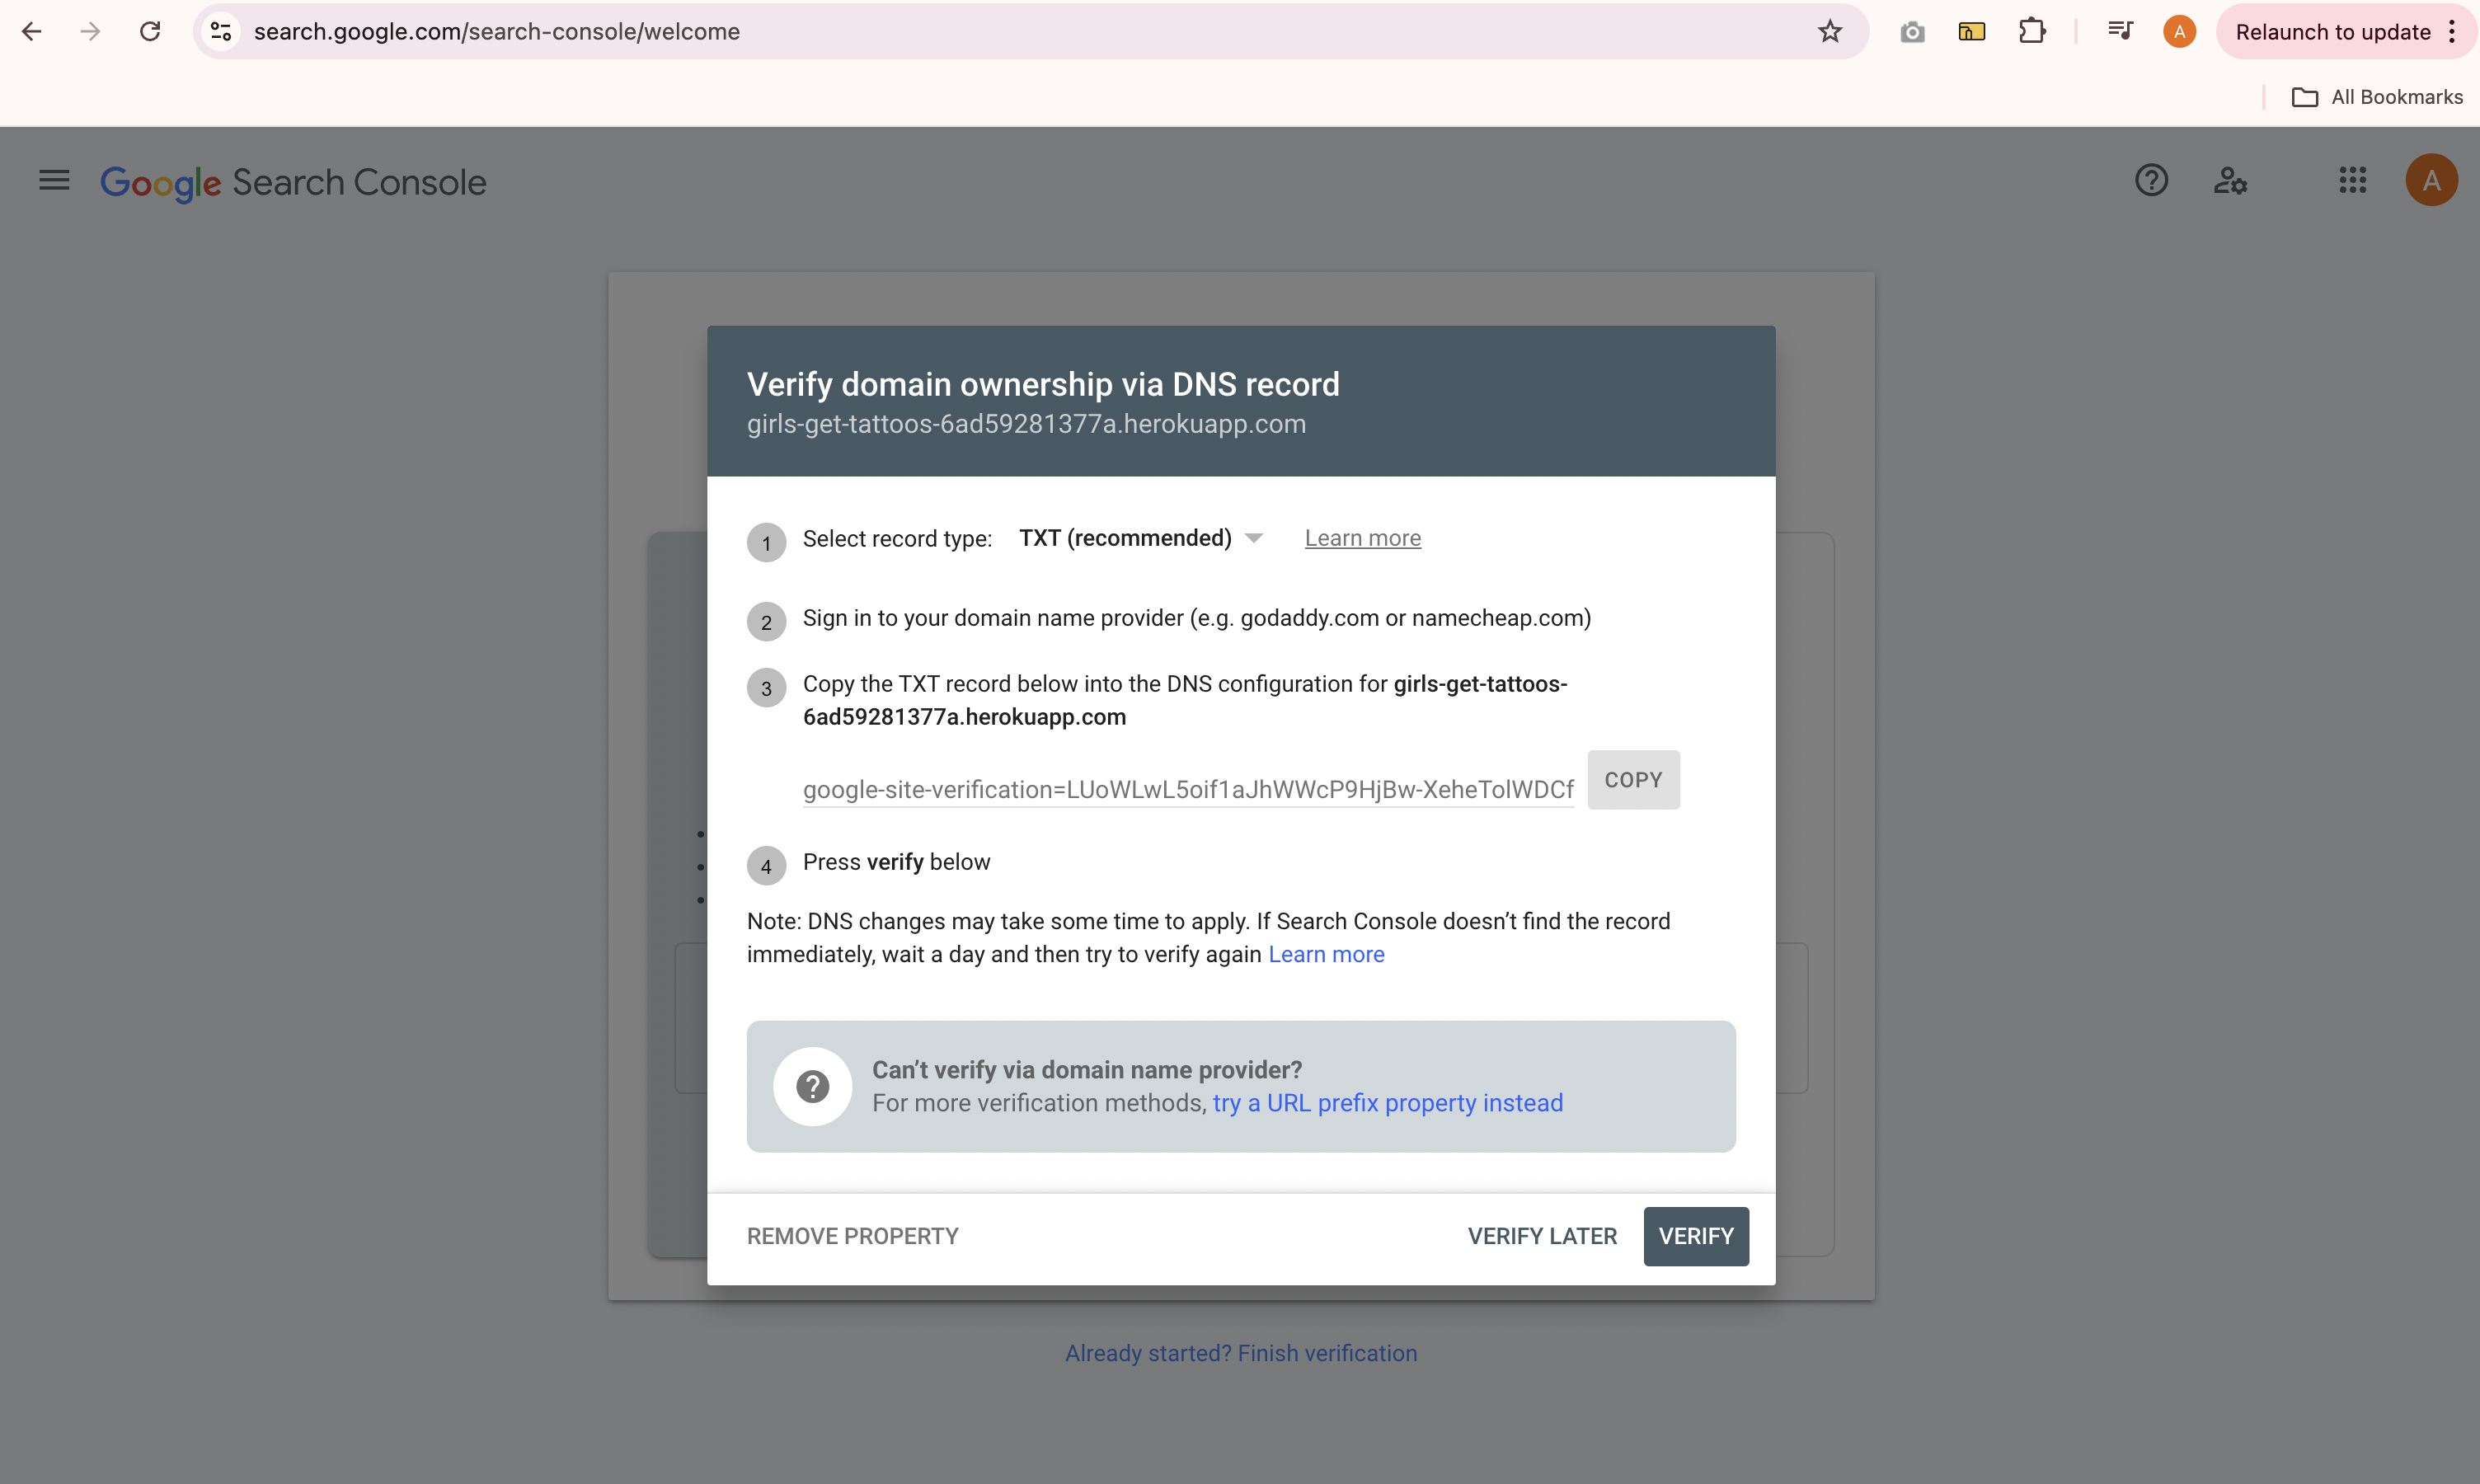 search.google.com/search-console/welcome
A
Relaunch to update
All Bookmarks
Google Search Console
A
Verify domain ownership via DNS record
girls-get-tattoos-6ad59281377a.herokuapp.com
1 Select record type: TXT (recommended) Learn more
2 Sign in to your domain name provider (e.g. godaddy.com or namecheap.com)
3 Copy the TXT record below into the DNS configuration for girls-get-tattoos-
6ad59281377a.herokuapp.com
google-site-verification=LUoWLwL5oif1aJhWWcP9HjBw-XeheTolWDCf COPY
4 Press verify below
Note: DNS changes may take some time to apply. If Search Console doesn’t find the record
immediately, wait a day and then try to verify again Learn more
Can’t verify via domain name provider?
For more verification methods, try a URL prefix property instead
REMOVE PROPERTY VERIFY LATER VERIFY
Already started? Finish verification